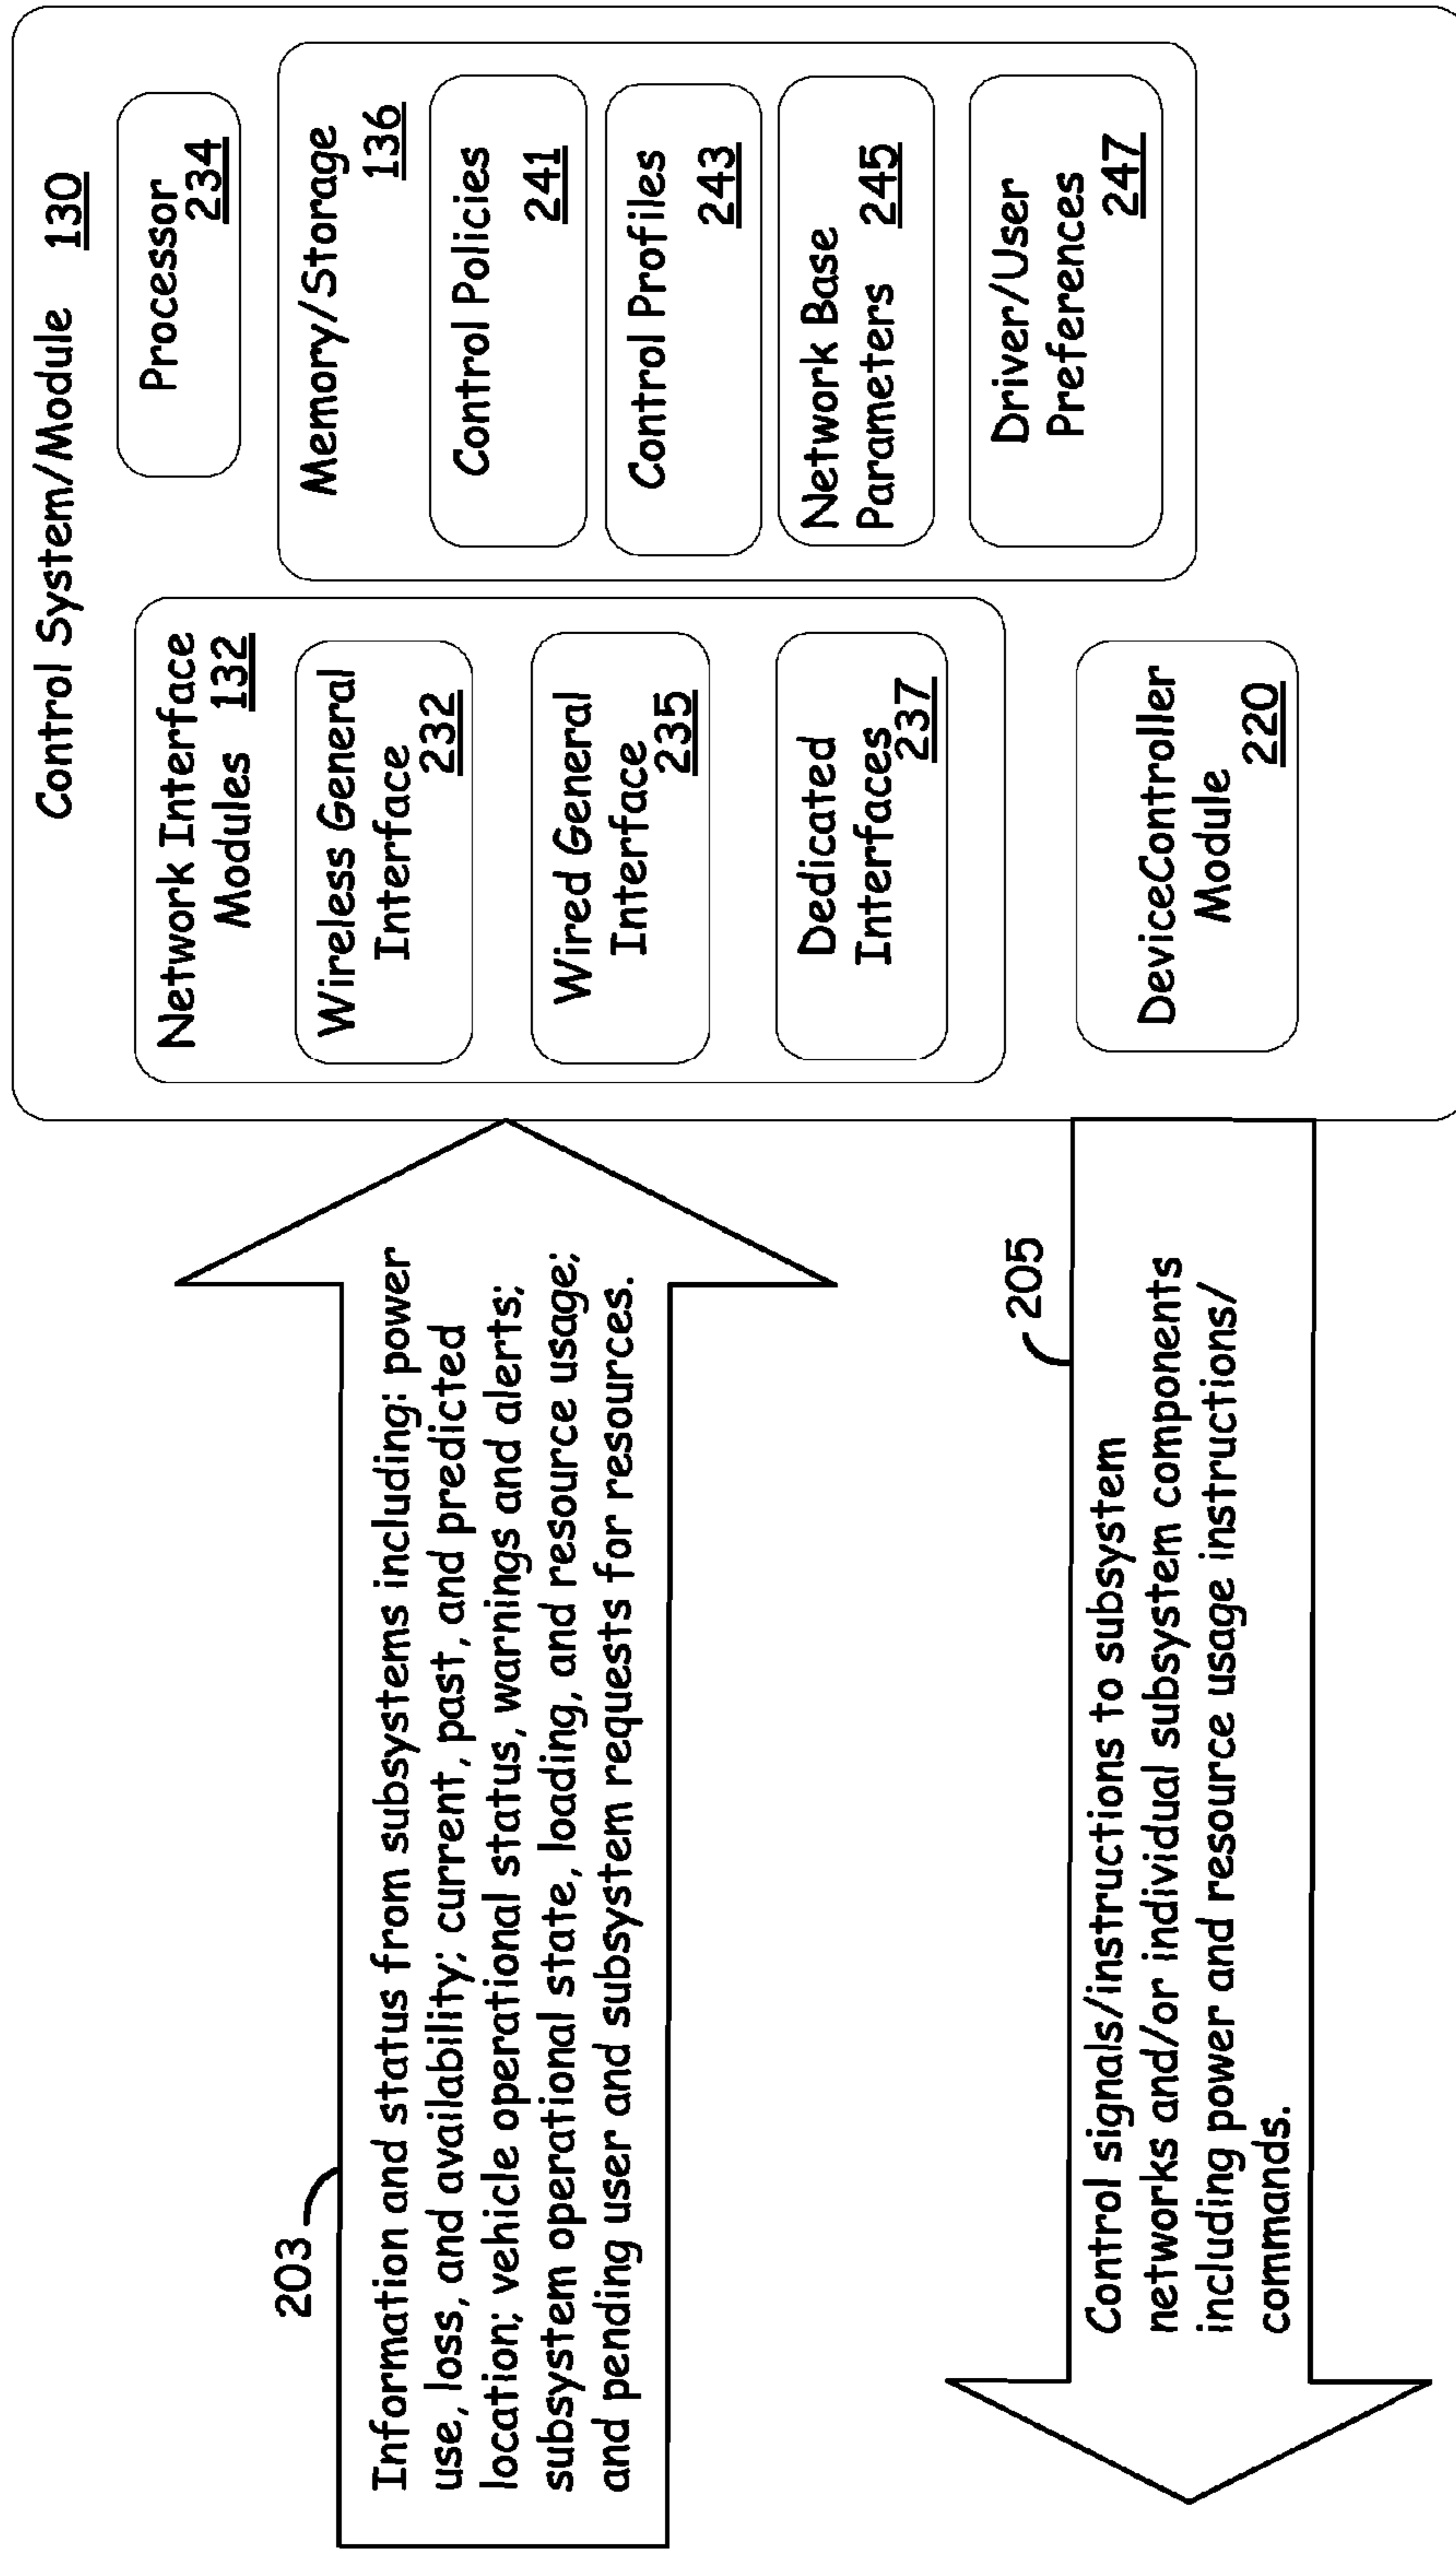 Control System/Module 130
Processor
234
Network Interface
Modules 132
Wireless General
Interface
232
Wired General
Interface
235
Dedicated
Interfaces
237
DeviceController
Module
220
Memory/Storage
136
Control Policies
241
Control Profiles
243
Network Base
Parameters 245
Driver/User
Preferences
247
203
Information and status from subsystems including: power
use, loss, and availability; current, past, and predicted
location; vehicle operational status, warnings and alerts;
subsystem operational state, loading, and resource usage;
and pending user and subsystem requests for resources.
205
Control signals/instructions to subsystem
networks and/or individual subsystem components
including power and resource usage instructions/
commands.